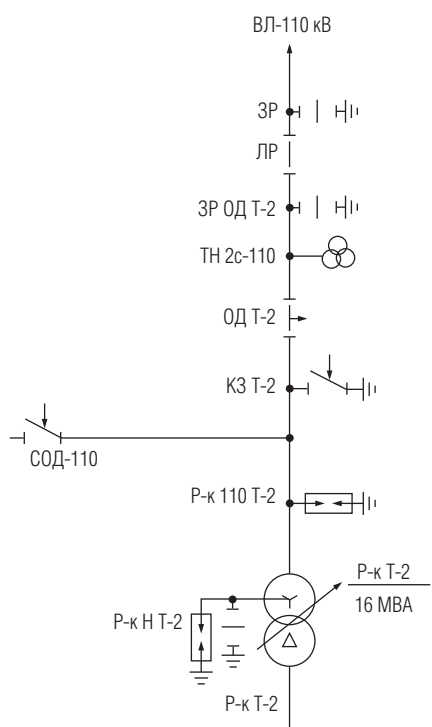 ВЛ-110 кВ
ЗР
ЛР
ЗР ОД Т-2
ТН 2с-110
ОД Т-2
КЗ Т-2
СОД-110
Р-к 110 Т-2
Р-к Т-2
16 МВА
Р-к Н Т-2
Р-к Т-2